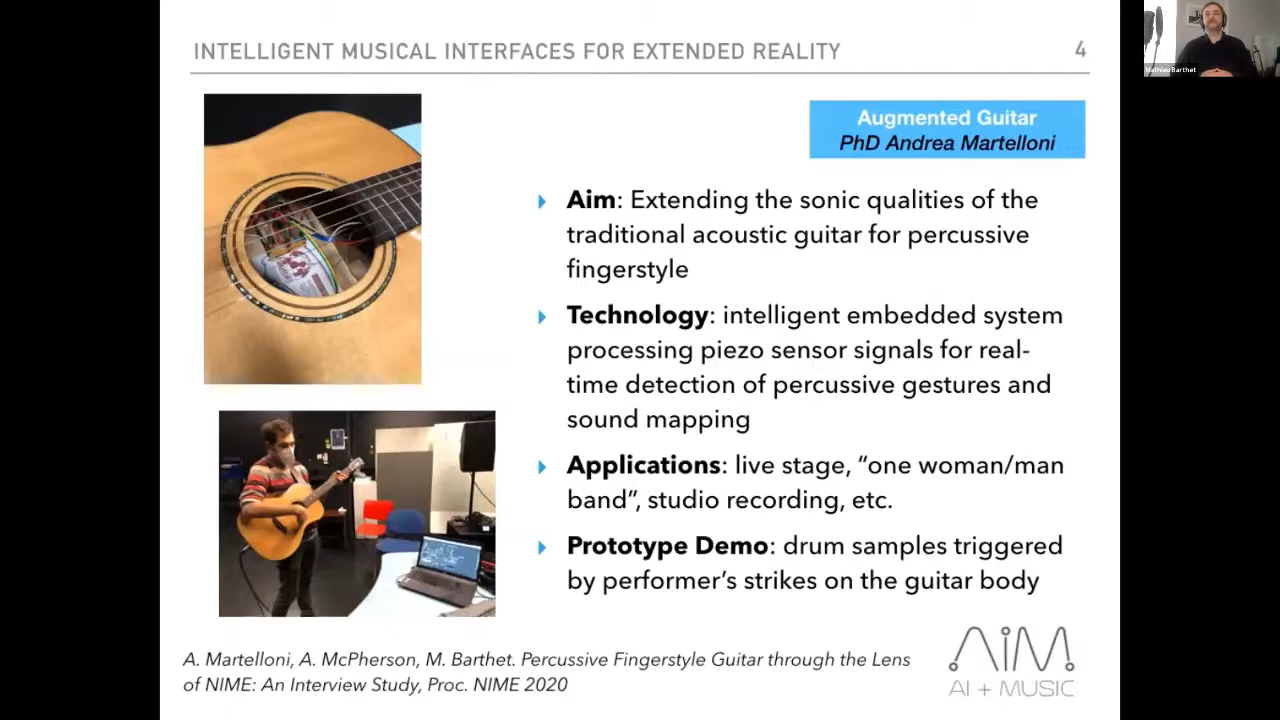 INTELLIGENT MUSICAL INTERFACES FOR EXTENDED REALITY
4
Mathieu Barthet
Augmented Guitar
PhD Andrea Martelloni
Aim: Extending the sonic qualities of the
traditional acoustic guitar for percussive
fingerstyle
Technology: intelligent embedded system
processing piezo sensor signals for real-
time detection of percussive gestures and
sound mapping
Applications: live stage, “one woman/man
band”, studio recording, etc.
Prototype Demo: drum samples triggered
by performer’s strikes on the guitar body
A. Martelloni, A. McPherson, M. Barthet. Percussive Fingerstyle Guitar through the Lens
of NIME: An Interview Study, Proc. NIME 2020
AIM
AI + MUSIC